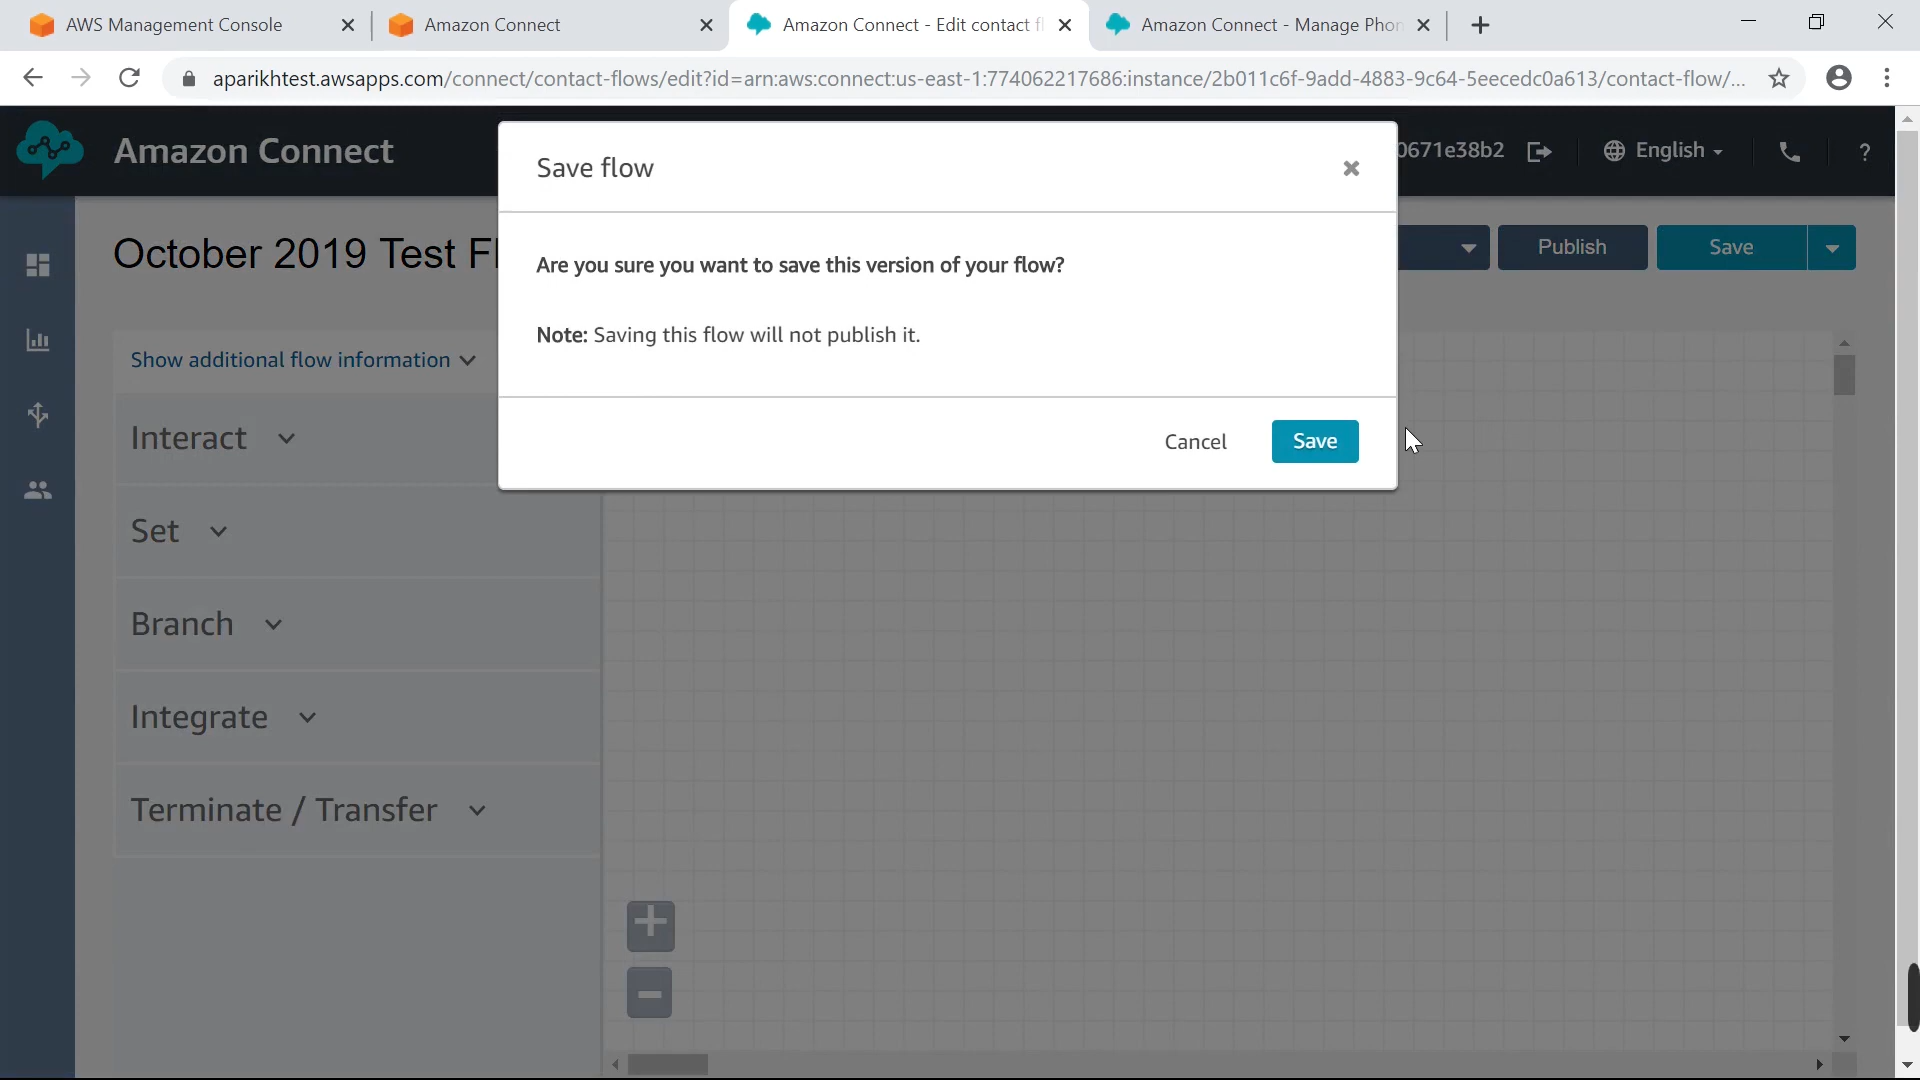 AWS Management Console
Amazon Connect
Amazon Connect - Edit contact fl
Amazon Connect - Manage Phon
aparikhtest.awsapps.com/connect/contact-flows/edit?id=arn:aws:connect:us-east-1:774062217686:instance/2b011c6f-9add-4883-9c64-5eecedc0a613/contact-flow/...
Amazon Connect
0671e38b2
English
?
Save flow
October 2019 Test Fl
Publish
Save
Are you sure you want to save this version of your flow?
Note: Saving this flow will not publish it.
Show additional flow information
Cancel
Save
Interact
Set
Branch
Integrate
Terminate / Transfer